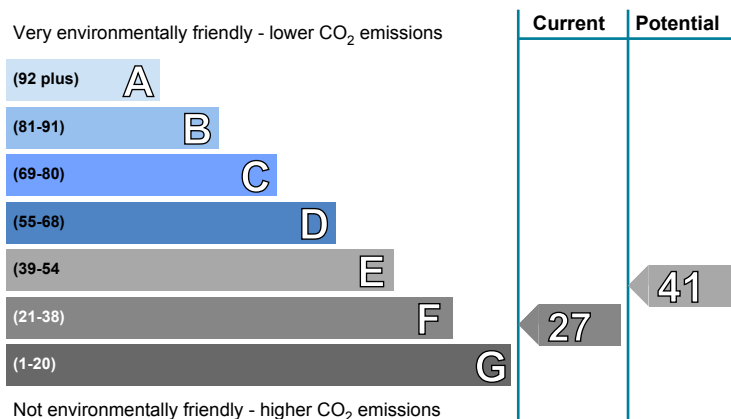 Current Potential
Very environmentally friendly - lower CO2 emissions
(92 plus) A
(81-91) B
(69-80) C
(55-68) D
(39-54 E
41
(21-38) F
27
(1-20) G
Not environmentally friendly - higher CO2 emissions